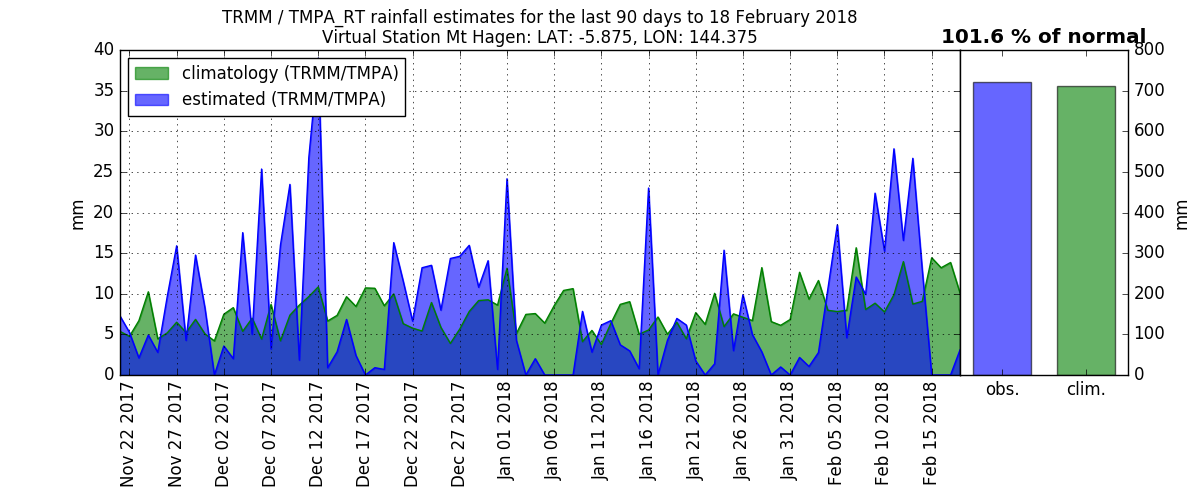 TRMM / TMPA_RT rainfall estimates for the last 90 days to 18 February 2018
Virtual Station Mt Hagen: LAT: -5.875, LON: 144.375
101.6 % of normal
climatology (TRMM/TMPA)
estimated (TRMM/TMPA)
40
35
30
25
20
15
10
5
0
mm
Nov 22 2017
Nov 27 2017
Dec 02 2017
Dec 07 2017
Dec 12 2017
Dec 17 2017
Dec 22 2017
Dec 27 2017
Jan 01 2018
Jan 06 2018
Jan 11 2018
Jan 16 2018
Jan 21 2018
Jan 26 2018
Jan 31 2018
Feb 05 2018
Feb 10 2018
Feb 15 2018
800
700
600
500
400
300
200
100
0
mm
obs.
clim.